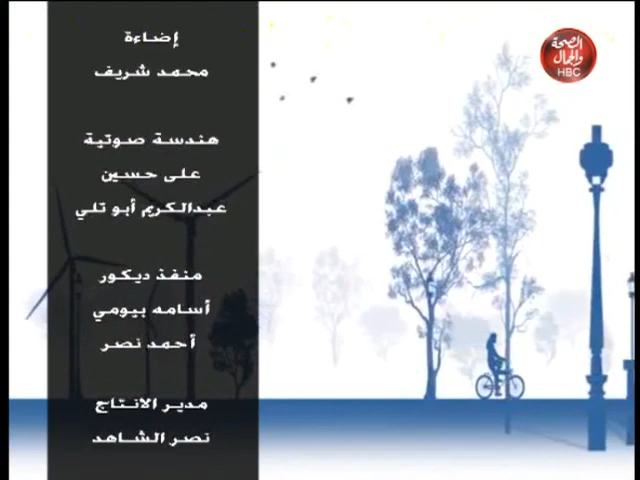 إضاءة
محمد شريف
هندسة صوتية
على حسين
عبدالكريم أبو تلي
منفذ ديكور
أسامه بيومي
أحمد نصر
مدير الانتاج
نصر الشاهد
الصحة
والجمال
HBC